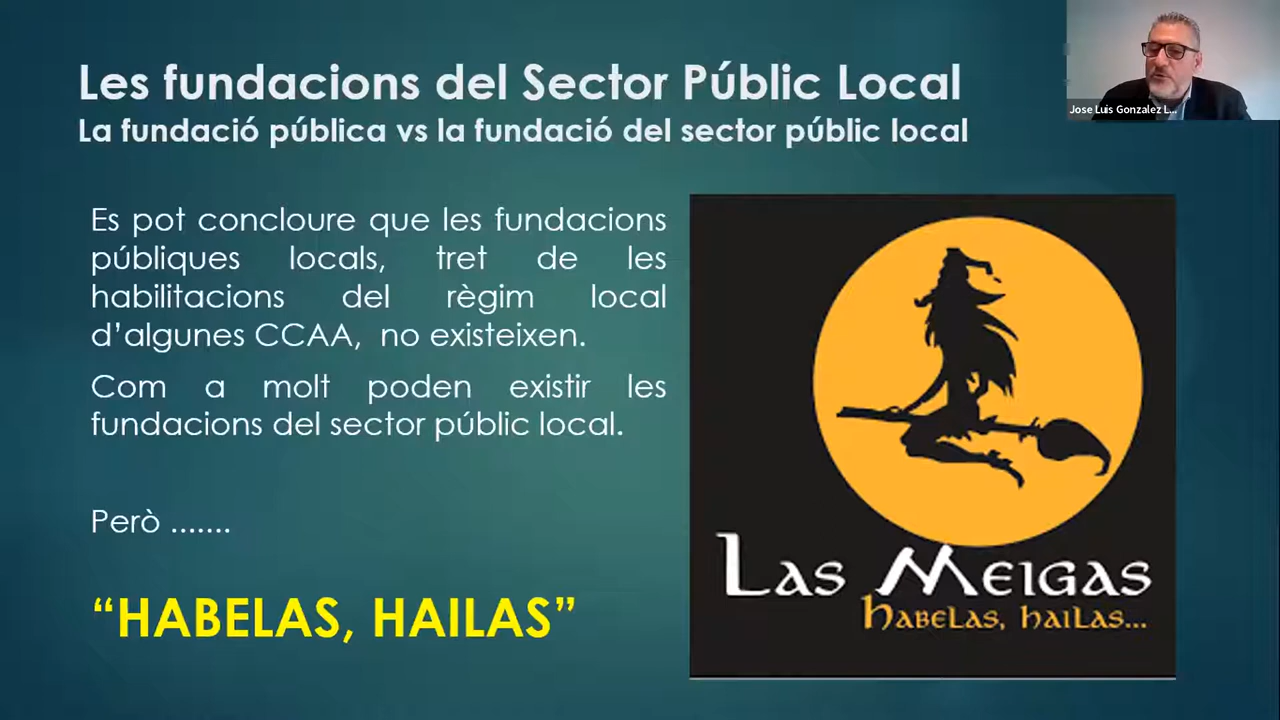 Les fundacions del Sector Públic Local
La fundació pública vs la fundació del sector públic local
Jose Luis Gonzalez L...
Es pot concloure que les fundacions
públiques locals, tret de les
habilitacions del règim local
d’algunes CCAA, no existeixen.
Com a molt poden existir les
fundacions del sector públic local.
Però .......
“HABELAS, HAILAS”
Las Meigas
habelas, hailas...